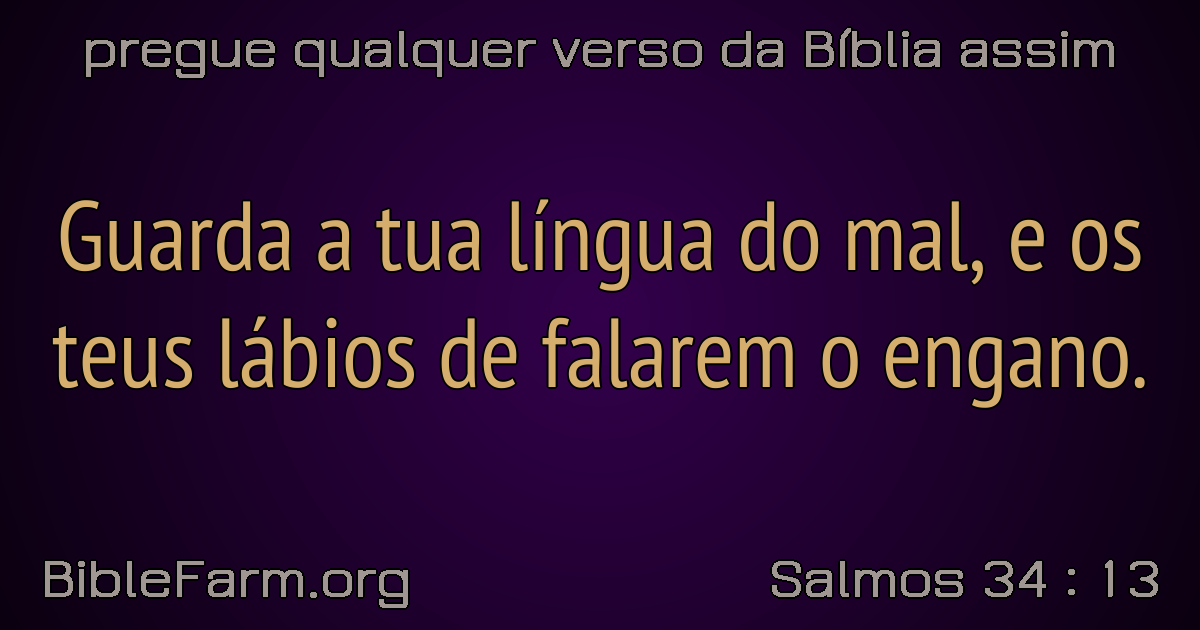 pregue qualquer verso da Bíblia assim
Guarda a tua língua do mal, e os
teus lábios de falarem o engano.
BibleFarm.org
Salmos 34 : 13